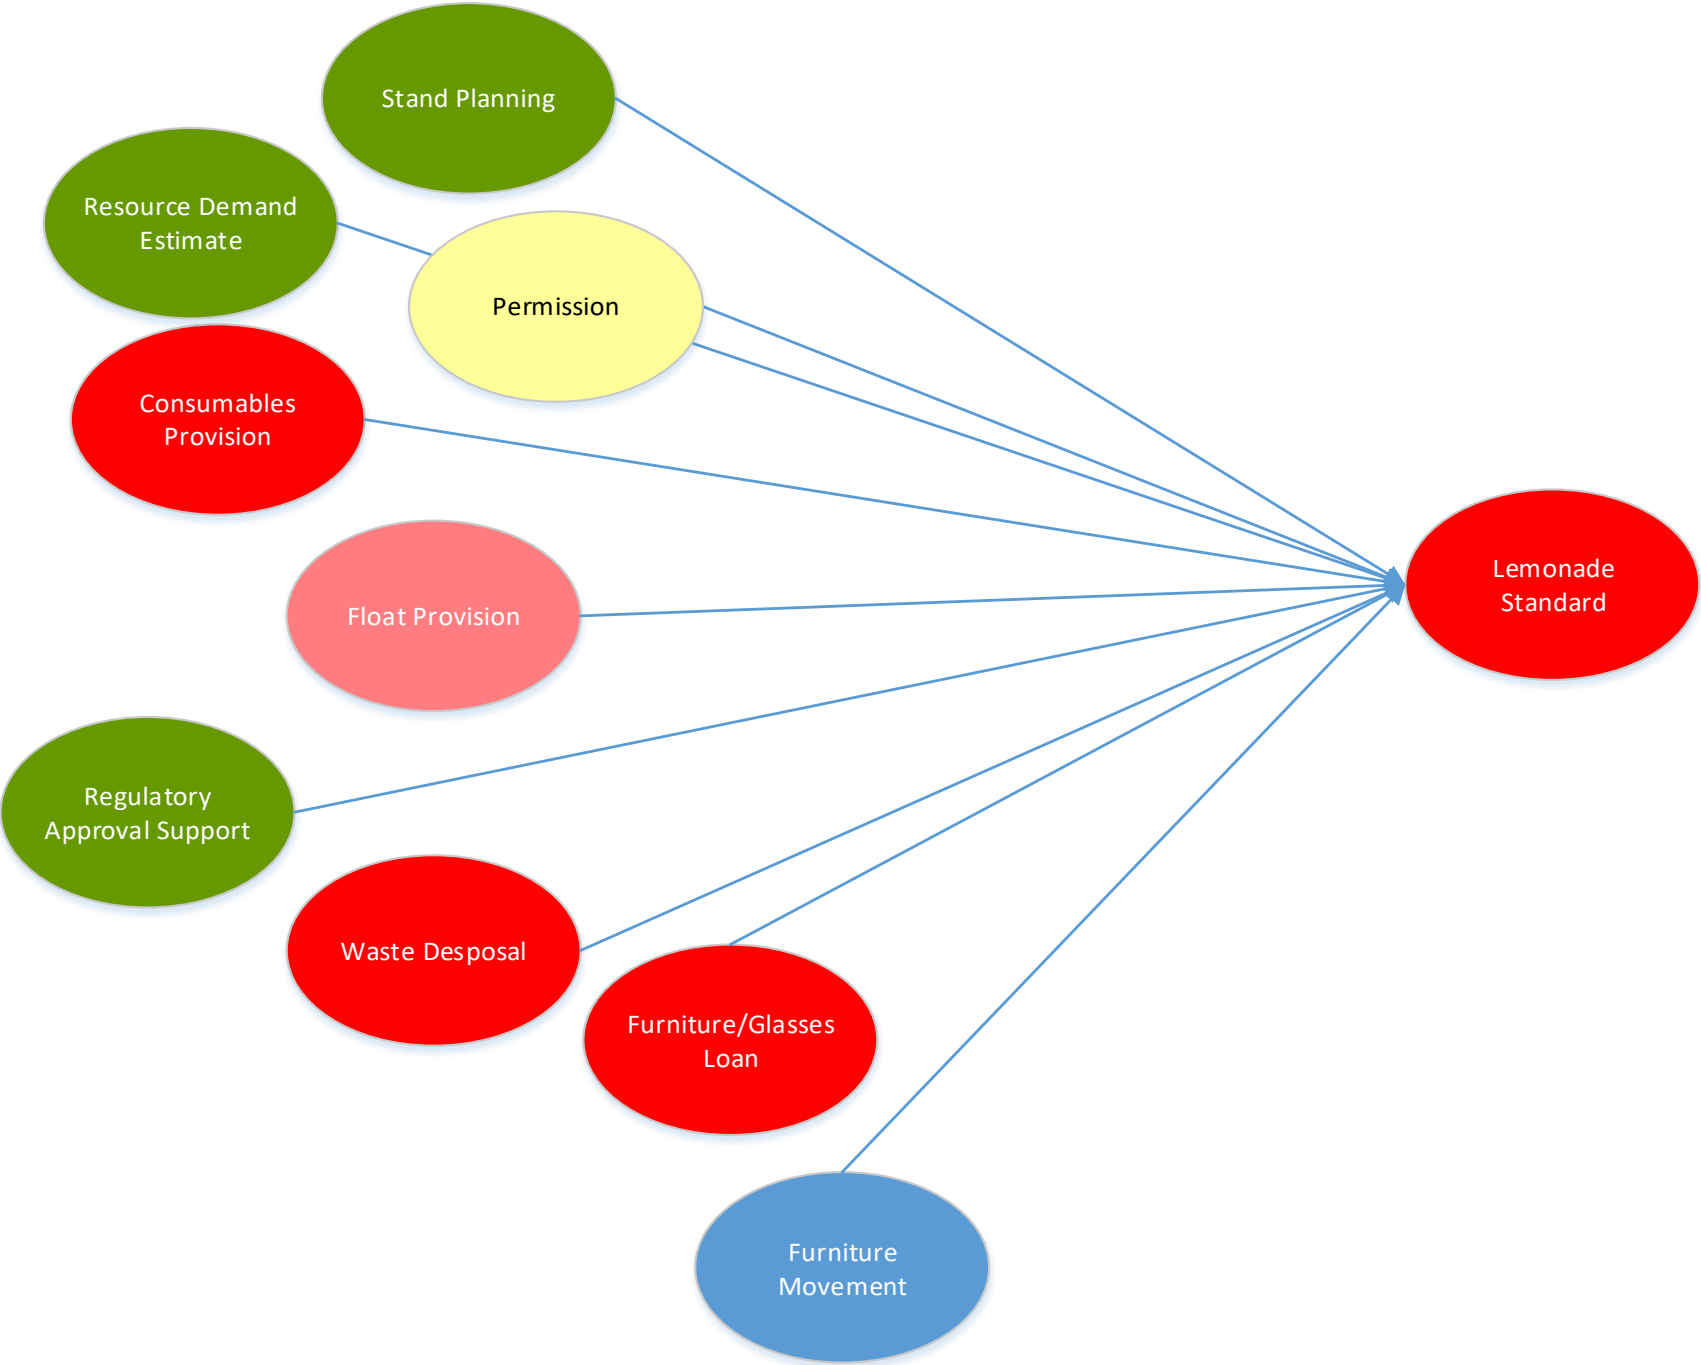 Stand Planning
Resource Demand
Estimate
Permission
Consumables
Provision
Lemonade
Standard
Float Provision
Regulatory
Approval Support
Waste Desposal
Furniture/Glasses
Loan
Furniture
Movement